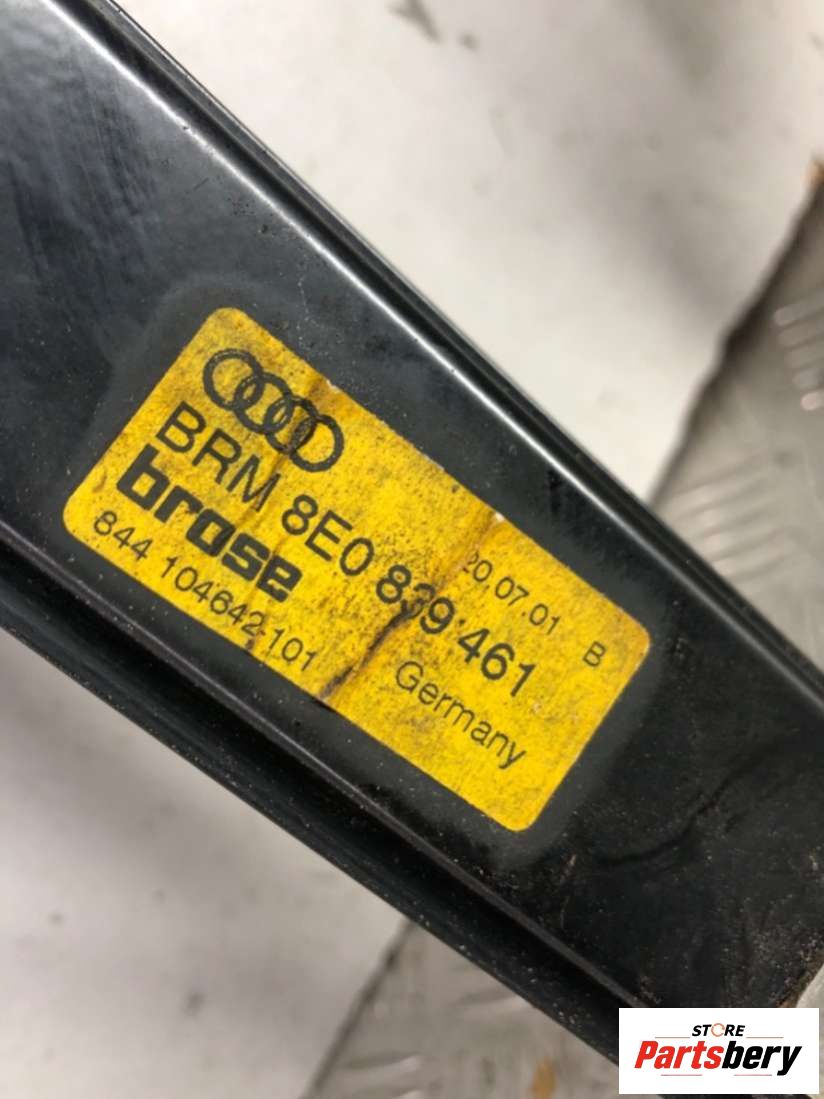 20.07.01 B
BRM 8E0 839 461
brose
844 104642-101 Germany
STORE
Partsbery